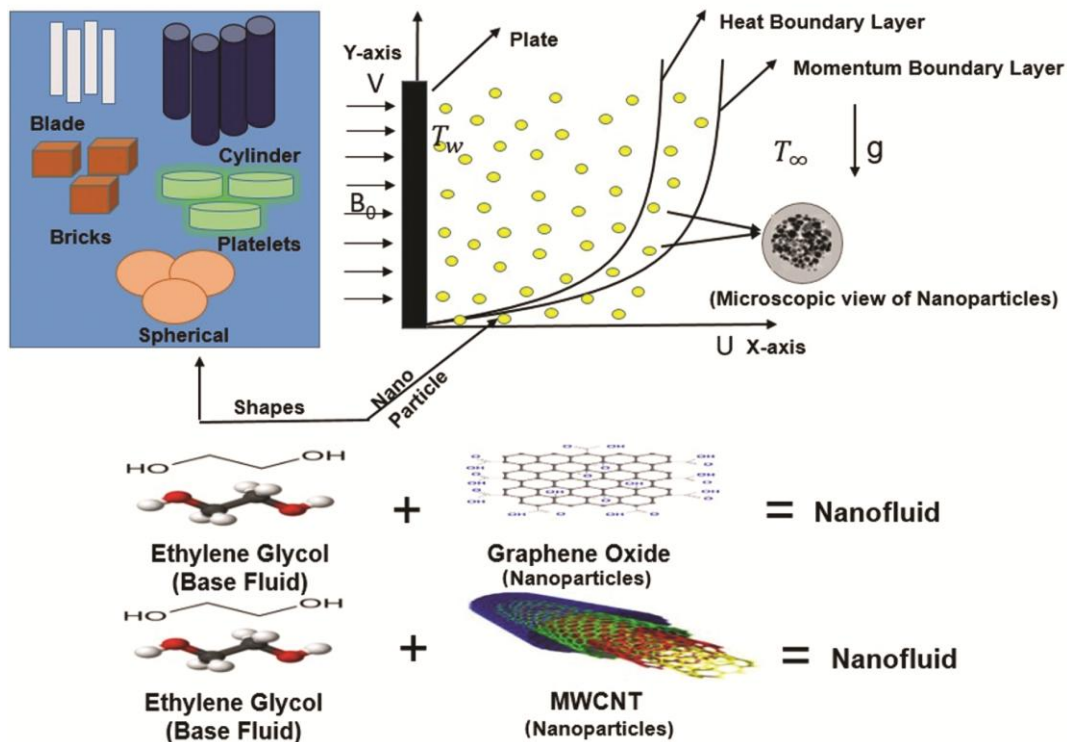 Blade
Cylinder
Bricks
Platelets
Spherical
Shapes
Nano
Particle
Y-axis
V
Plate
Heat Boundary Layer
Momentum Boundary Layer
T_w
T_∞
g
B_0
(Microscopic view of Nanoparticles)
U X-axis
HO
OH
+
= Nanofluid
Ethylene Glycol
(Base Fluid)
Graphene Oxide
(Nanoparticles)
HO
OH
+
= Nanofluid
Ethylene Glycol
(Base Fluid)
MWCNT
(Nanoparticles)